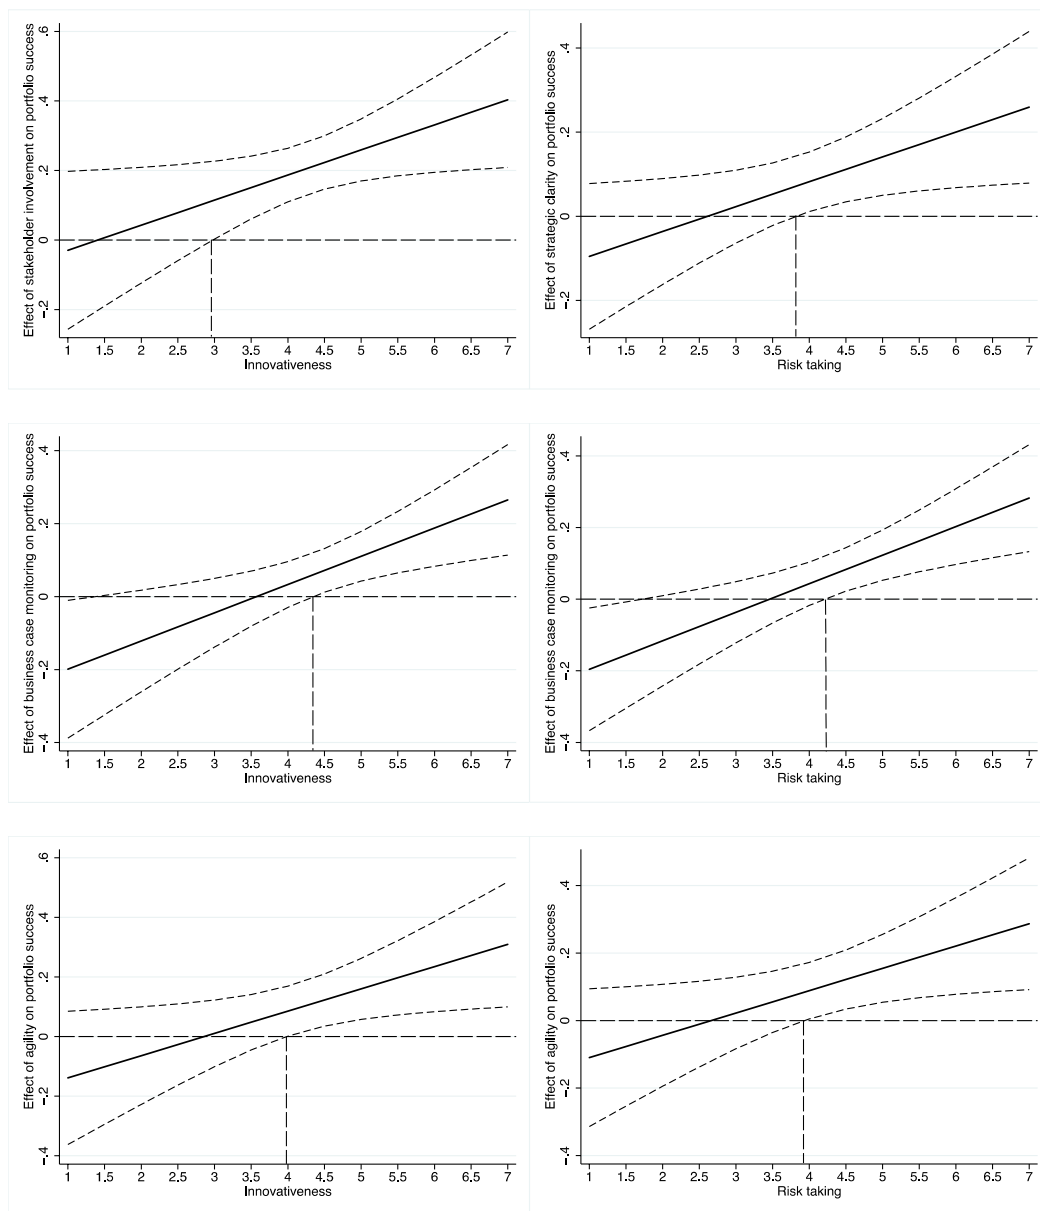 Effect of stakeholder involvement on portfolio success
.6
.4
.2
0
-.2
1 1.5 2 2.5 3 3.5 4 4.5 5 5.5 6 6.5 7
Innovativeness
Effect of strategic clarity on portfolio success
.4
.2
0
-.2
1 1.5 2 2.5 3 3.5 4 4.5 5 5.5 6 6.5 7
Risk taking
Effect of business case monitoring on portfolio success
.4
.2
0
-.2
-.4
1 1.5 2 2.5 3 3.5 4 4.5 5 5.5 6 6.5 7
Innovativeness
Effect of business case monitoring on portfolio success
.4
.2
0
-.2
-.4
1 1.5 2 2.5 3 3.5 4 4.5 5 5.5 6 6.5 7
Risk taking
Effect of agility on portfolio success
.6
.4
.2
0
-.2
-.4
1 1.5 2 2.5 3 3.5 4 4.5 5 5.5 6 6.5 7
Innovativeness
Effect of agility on portfolio success
.4
.2
0
-.2
-.4
1 1.5 2 2.5 3 3.5 4 4.5 5 5.5 6 6.5 7
Risk taking